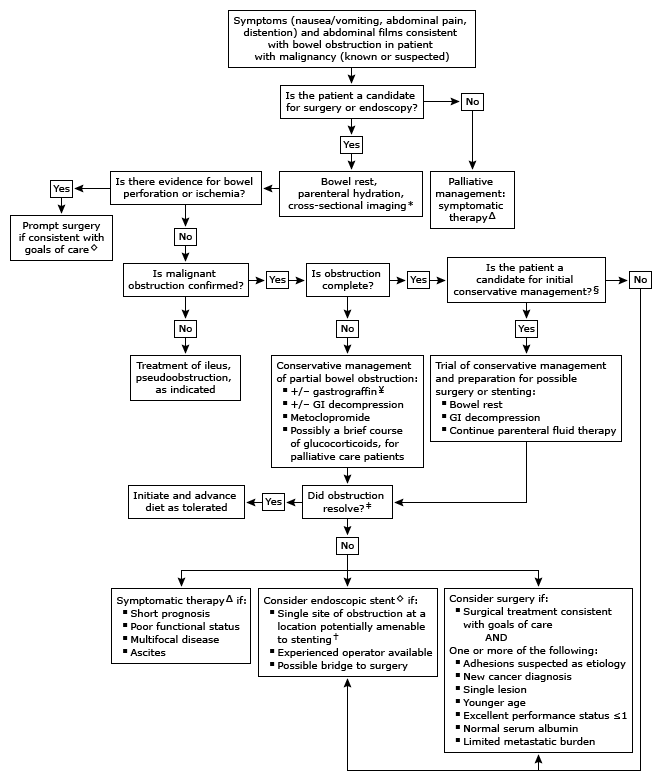 Symptoms (nausea/vomiting, abdominal pain,
distention) and abdominal films consistent
with bowel obstruction in patient
with malignancy (known or suspected)
Is the patient a candidate
for surgery or endoscopy?
No
Yes
Palliative
management:
symptomatic
therapyΔ
Bowel rest,
parenteral hydration,
cross-sectional imaging*
Is there evidence for bowel
perforation or ischemia?
Yes
Prompt surgery
if consistent with
goals of care◇
No
Is malignant
obstruction confirmed?
Yes
Is obstruction
complete?
Yes
Is the patient a
candidate for initial
conservative management?§
No
No
No
Yes
Treatment of ileus,
pseudoobstruction,
as indicated
Conservative management
of partial bowel obstruction:
▪ +/- gastrograffin¥
▪ +/- GI decompression
▪ Metoclopromide
▪ Possibly a brief course
of glucocorticoids, for
palliative care patients
Trial of conservative management
and preparation for possible
surgery or stenting:
▪ Bowel rest
▪ GI decompression
▪ Continue parenteral fluid therapy
Did obstruction
resolve?‡
Yes
Initiate and advance
diet as tolerated
No
Symptomatic therapyΔ if:
▪ Short prognosis
▪ Poor functional status
▪ Multifocal disease
▪ Ascites
Consider endoscopic stent◇ if:
▪ Single site of obstruction at a
location potentially amenable
to stenting†
▪ Experienced operator available
▪ Possible bridge to surgery
Consider surgery if:
▪ Surgical treatment consistent
with goals of care
AND
One or more of the following:
▪ Adhesions suspected as etiology
▪ New cancer diagnosis
▪ Single lesion
▪ Younger age
▪ Excellent performance status ≤1
▪ Normal serum albumin
▪ Limited metastatic burden